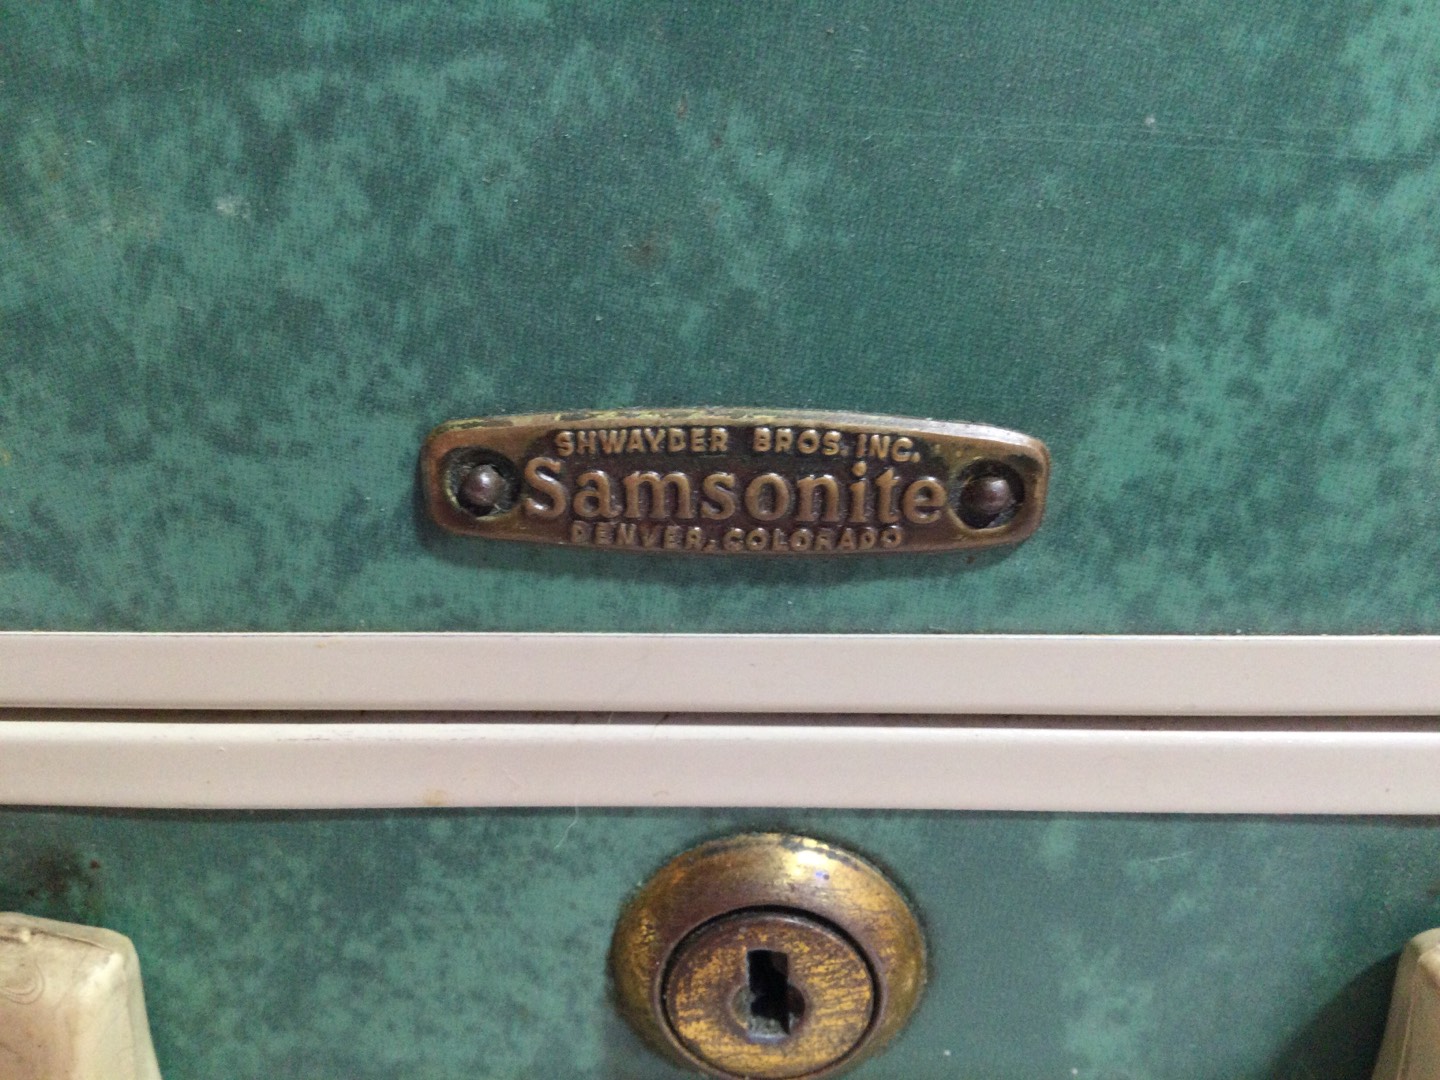 SHWAYDER BROS. INC.
Samsonite
DENVER, COLORADO